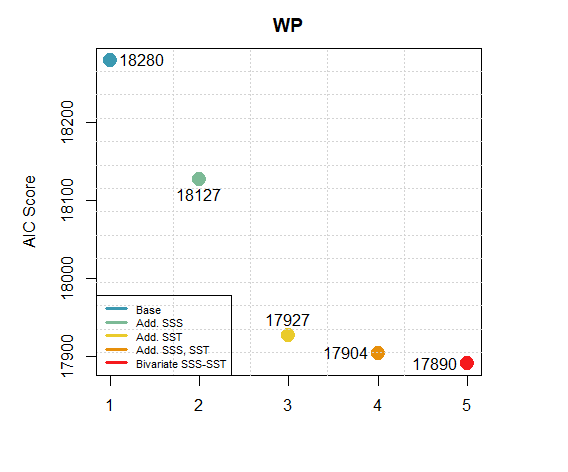 WP
AIC Score
18200
18100
18000
17900
18280
18127
17927
17904
17890
Base
Add. SSS
Add. SST
Add. SSS, SST
Bivariate SSS-SST
1 2 3 4 5